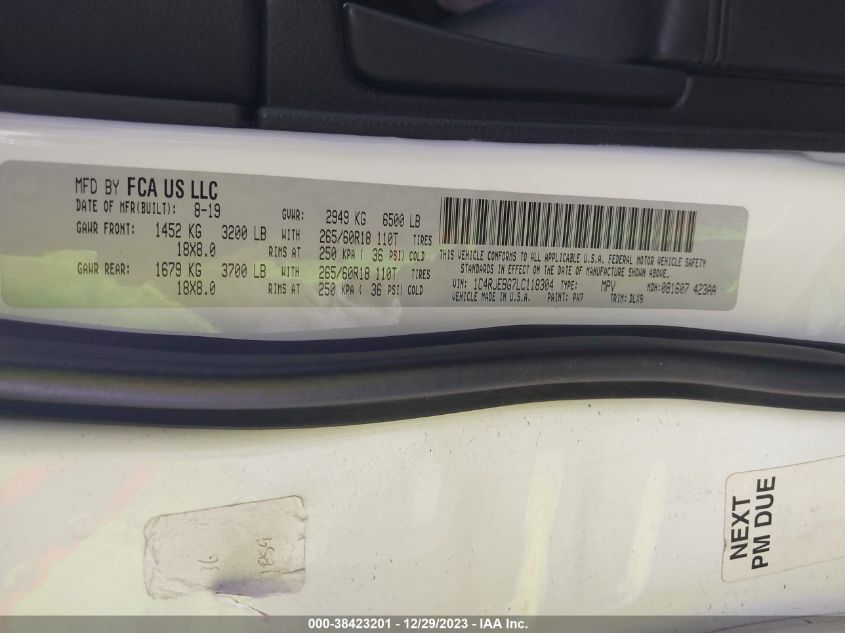 MFD BY FCA US LLC
DATE OF MFR(BUILT): 8-19 GVWR: 2949 KG 6500 LB
GAWR FRONT: 1452 KG 3200 LB WITH 265/60R18 110T TIRES
18X8.0 RIMS AT 250 KPA ( 36 PSI) COLD
GAWR REAR: 1679 KG 3700 LB WITH 265/60R18 110T TIRES
18X8.0 RIMS AT 250 KPA ( 36 PSI) COLD
THIS VEHICLE CONFORMS TO ALL APPLICABLE U.S.A. FEDERAL MOTOR VEHICLE SAFETY
STANDARDS IN EFFECT ON THE DATE OF MANUFACTURE SHOWN ABOVE.
VIN: 1C4RJEBG7LC118304 TYPE: MPV MDH: 081607 423AA
VEHICLE MADE IN U.S.A. PAINT: PW7 TRIM: DLX9
16
1859
NEXT
PM DUE
000-38423201 - 12/29/2023 - IAA Inc.